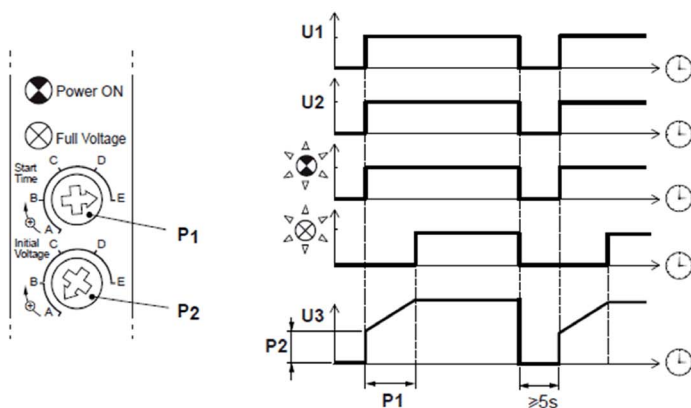 Power ON
Full Voltage
Start
Time
A
B
C
D
E
P1
Initial
Voltage
A
B
C
D
E
P2
U1
U2
U3
P2
P1
≥5s